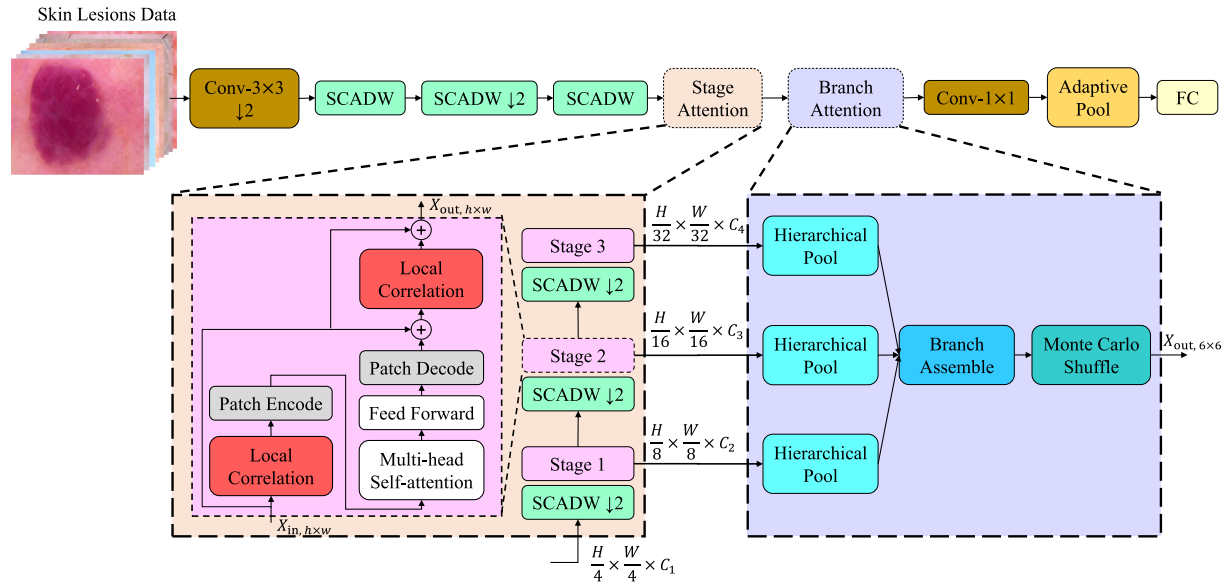 Skin Lesions Data
Conv-3×3
↓2
SCADW
SCADW ↓2
SCADW
Stage
Attention
Branch
Attention
Conv-1×1
Adaptive
Pool
FC
X_out, h×w
+
Local
Correlation
+
Patch Decode
Feed Forward
Multi-head
Self-attention
Patch Encode
Local
Correlation
X_in, h×w
Stage 3
SCADW ↓2
Stage 2
SCADW ↓2
Stage 1
SCADW ↓2
H/4 × W/4 × C_1
H/32 × W/32 × C_4
H/16 × W/16 × C_3
H/8 × W/8 × C_2
Hierarchical
Pool
Hierarchical
Pool
Hierarchical
Pool
Branch
Assemble
Monte Carlo
Shuffle
X_out, 6×6